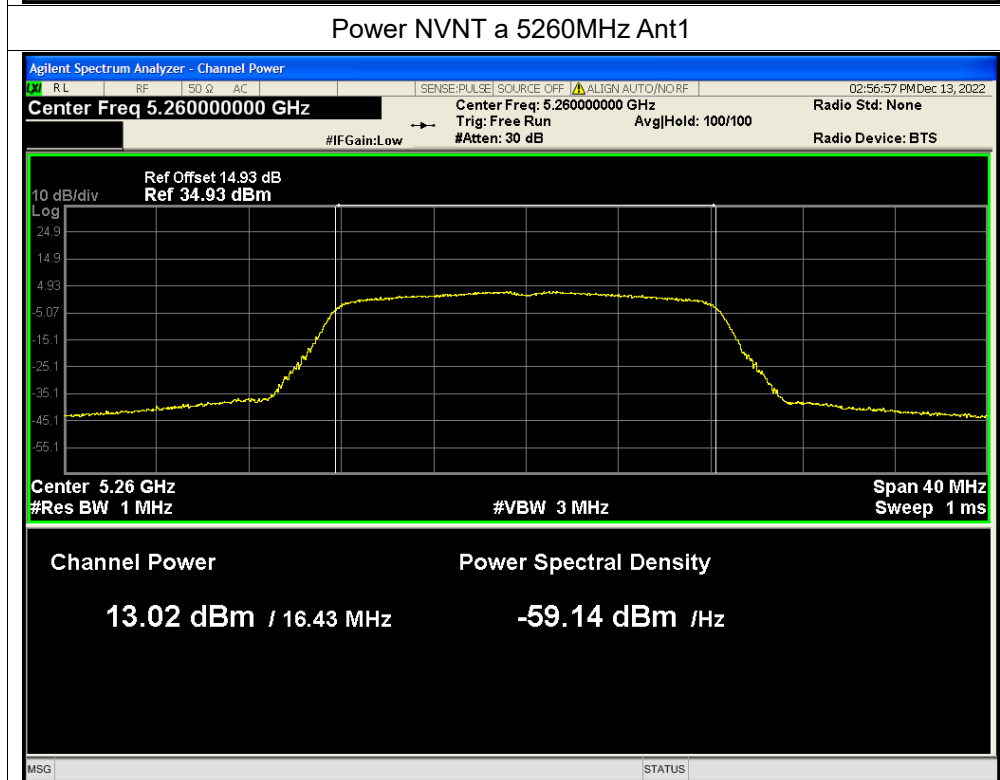 Power NVNT a 5260MHz Ant1
Agilent Spectrum Analyzer - Channel Power
LXI RL RF 50 Ω AC SENSE:PULSE SOURCE OFF ALIGN AUTO/NO RF 02:56:57 PM Dec 13, 2022
Center Freq 5.260000000 GHz Center Freq: 5.260000000 GHz Radio Std: None
Trig: Free Run Avg|Hold: 100/100
#IFGain:Low #Atten: 30 dB Radio Device: BTS
Ref Offset 14.93 dB
10 dB/div Ref 34.93 dBm
Log
24.9
14.9
4.93
-5.07
-15.1
-25.1
-35.1
-45.1
-55.1
Center 5.26 GHz Span 40 MHz
#Res BW 1 MHz #VBW 3 MHz Sweep 1 ms
Channel Power Power Spectral Density
13.02 dBm / 16.43 MHz -59.14 dBm /Hz
MSG STATUS